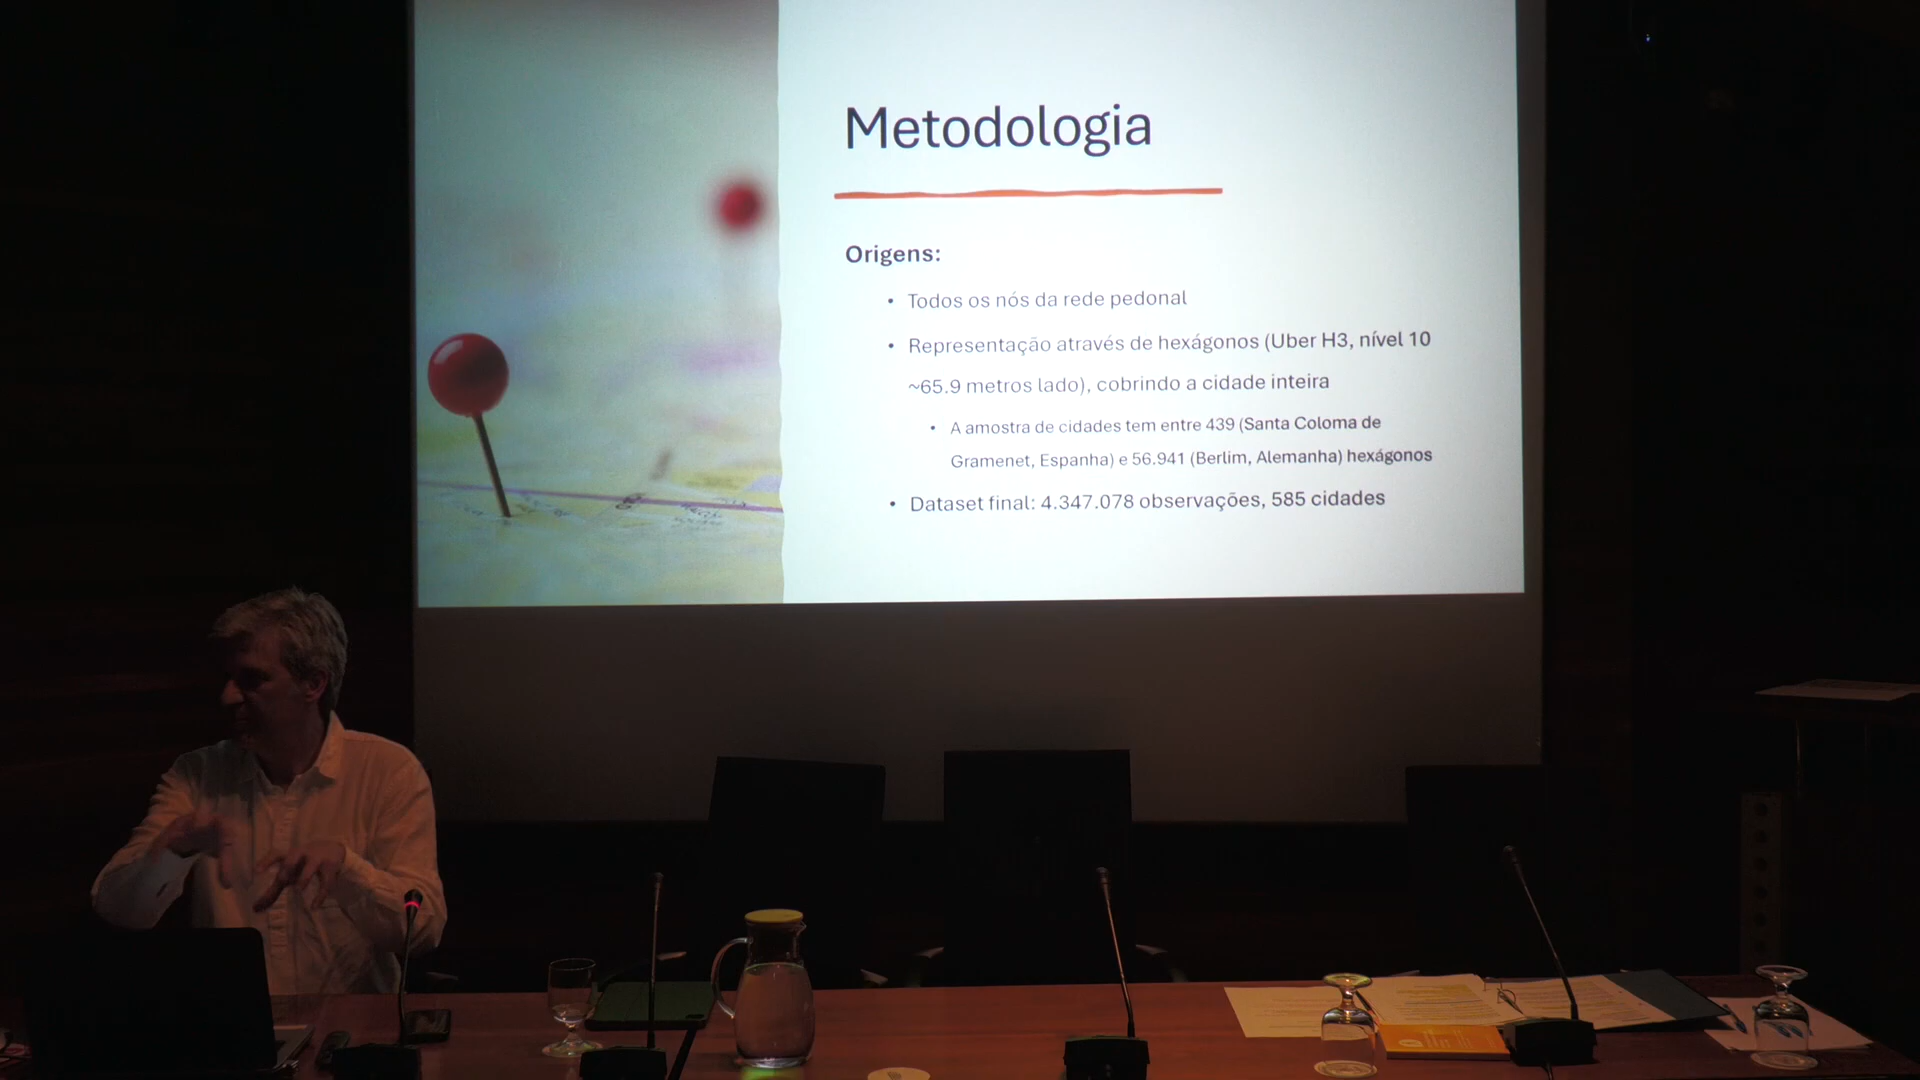 Metodologia
Origens:
• Todos os nós da rede pedonal
• Representação através de hexágonos (Uber H3, nível 10
~65.9 metros lado), cobrindo a cidade inteira
• A amostra de cidades tem entre 439 (Santa Coloma de
Gramenet, Espanha) e 56.941 (Berlim, Alemanha) hexágonos
• Dataset final: 4.347.078 observações, 585 cidades